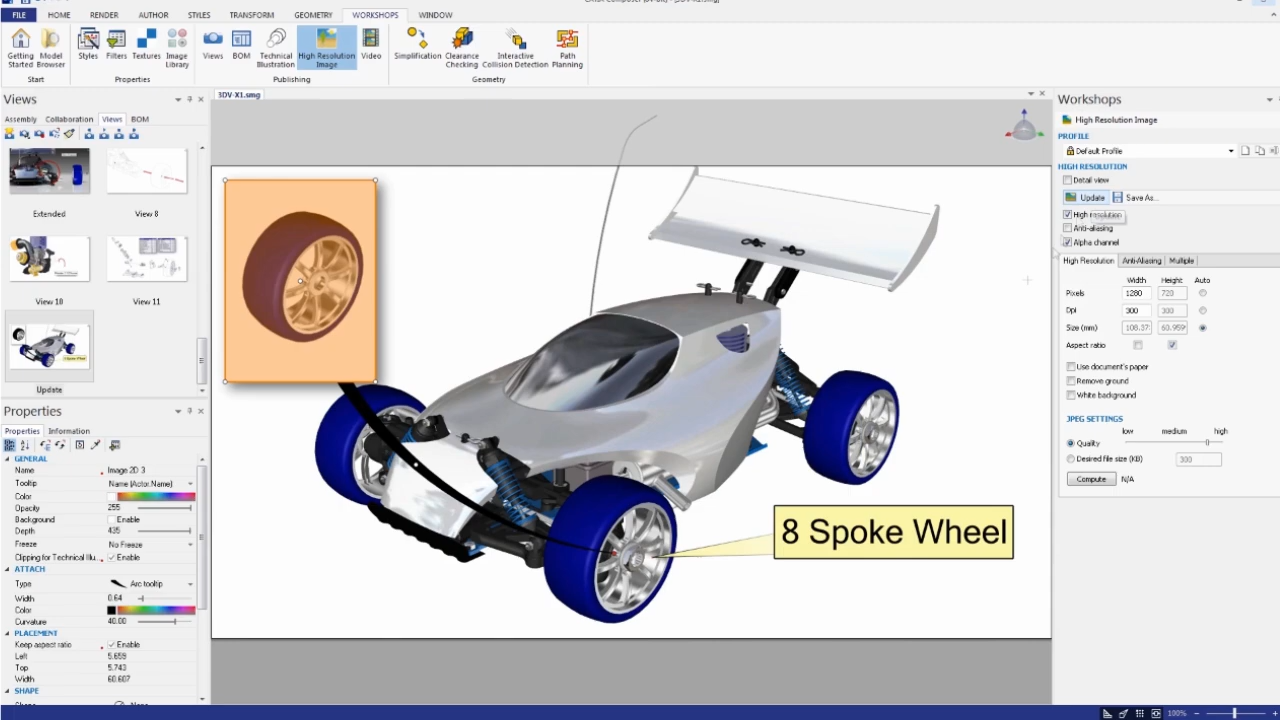 FILE HOME RENDER AUTHOR STYLES TRANSFORM GEOMETRY WORKSHOPS WINDOW
Getting Started
Model Browser
Styles
Filters
Textures
Image Library
Views
BOM
Technical Illustration
High Resolution Image
Video
Simplification
Clearance Checking
Interactive Collision Detection
Path Planning
Start Properties Publishing Geometry
Views
Assembly Collaboration Views BOM
Extended View 8
View 10 View 11
Update
Properties
Properties Information
GENERAL
Name Image 2D 3
Tooltip Name (Actor.Name)
Color
Opacity 255
Background Enable
Depth 435
Freeze No Freeze
Clipping for Technical Illu... Enable
ATTACH
Type Arc tooltip
Width 0.64
Color
Curvature 40.00
PLACEMENT
Keep aspect ratio Enable
Left 5.659
Top 5.743
Width 60.607
SHAPE
3DV-X1.smg
8 Spoke Wheel
Workshops
High Resolution Image
PROFILE
Default Profile
HIGH RESOLUTION
Detail view
Update Save As...
High resolution
Anti-aliasing
Alpha channel
High Resolution Anti-Aliasing Multiple
Width Height Auto
Pixels 1280 720
Dpi 300 300
Size (mm) 108.37 60.959
Aspect ratio
Use document's paper
Remove ground
White background
JPEG SETTINGS
low medium high
Quality
Desired file size (KB) 300
Compute N/A
100%